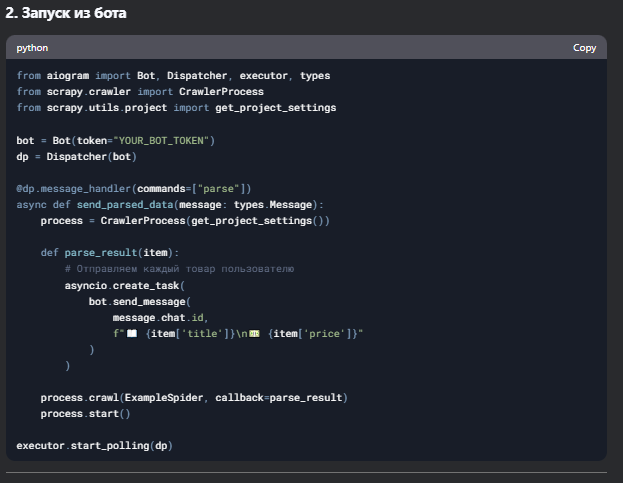 2. Запуск из бота
python
Copy
from aiogram import Bot, Dispatcher, executor, types
from scrapy.crawler import CrawlerProcess
from scrapy.utils.project import get_project_settings
bot = Bot(token="YOUR_BOT_TOKEN")
dp = Dispatcher(bot)
@dp.message_handler(commands=["parse"])
async def send_parsed_data(message: types.Message):
    process = CrawlerProcess(get_project_settings())
    def parse_result(item):
        # Отправляем каждый товар пользователю
        asyncio.create_task(
            bot.send_message(
                message.chat.id,
                f"📖 {item['title']}\n💵 {item['price']}"
            )
        )
    process.crawl(ExampleSpider, callback=parse_result)
    process.start()
executor.start_polling(dp)